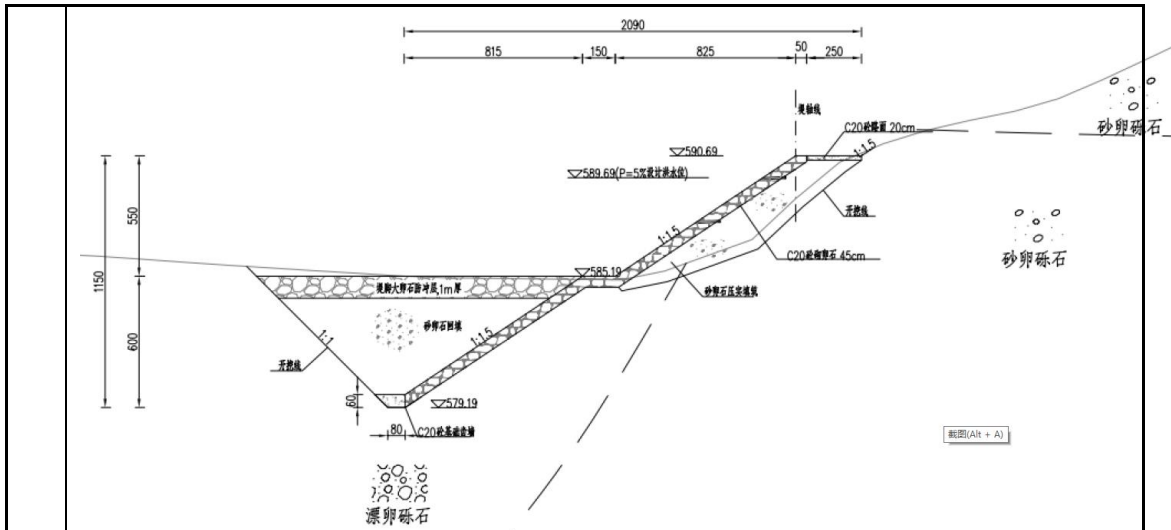 2090
815
150
825
50
250
堤轴线
砂卵砾石
C20砼路面 20cm
1:1.5
590.69
589.69(P=5%设计洪水位)
550
1150
开挖线
1:1.5
砂卵砾石
C20砼砌卵石 45cm
585.19
堤脚大卵石防冲层,1m厚
砂卵石压实填筑
砂卵石回填
600
1:1
1:1.5
开挖线
60
579.19
80
C20砼基础齿墙
截图(Alt + A)
漂卵砾石